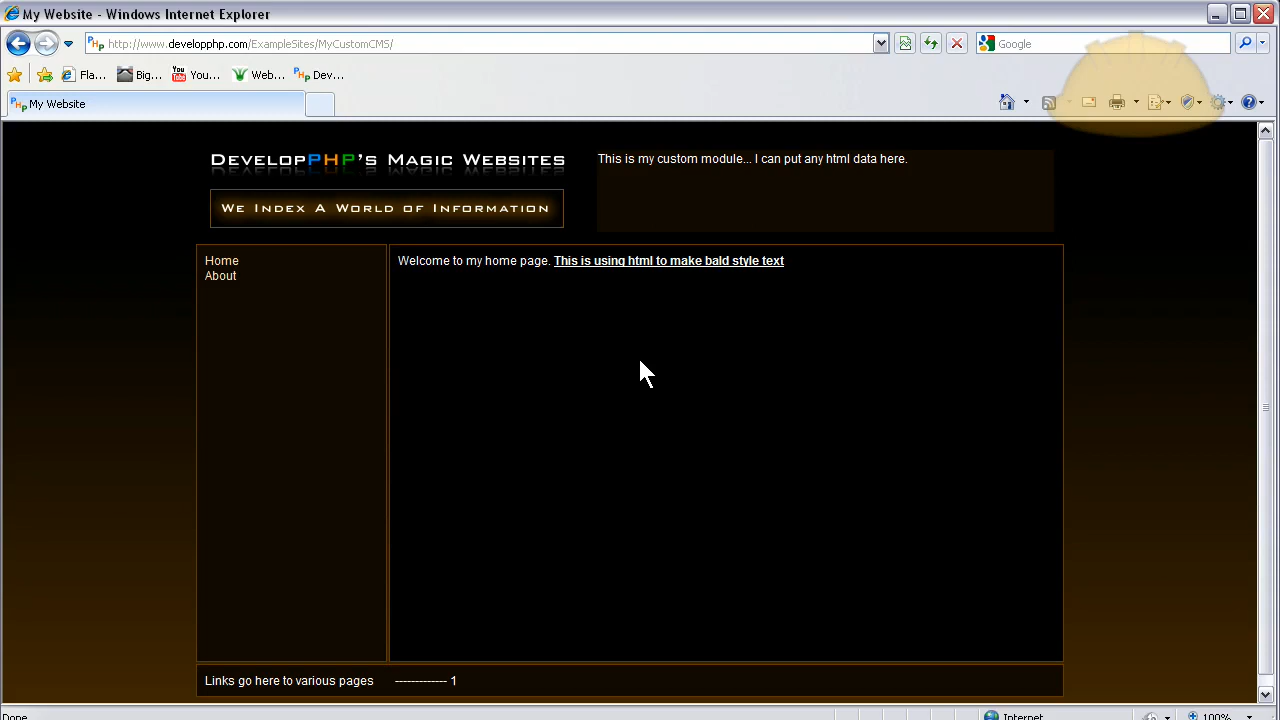 My Website - Windows Internet Explorer
http://www.developphp.com/ExampleSites/MyCustomCMS/
Google
Fla...
Big...
You...
Web...
Dev...
My Website
DEVELOPPHP'S MAGIC WEBSITES
This is my custom module... I can put any html data here.
WE INDEX A WORLD OF INFORMATION
Home
About
Welcome to my home page. This is using html to make bald style text
Links go here to various pages ------------- 1
Done
Internet
100%